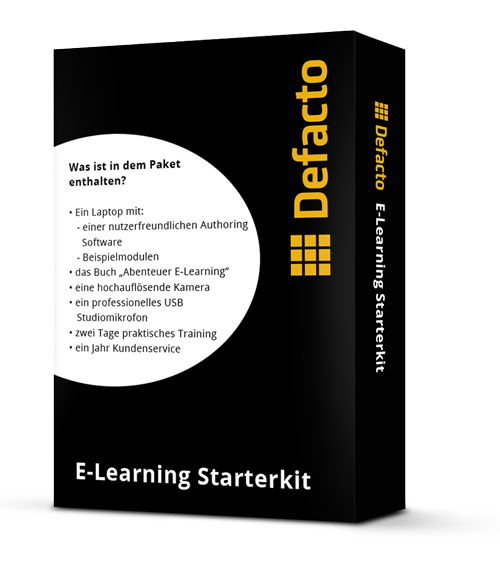 Defacto
Was ist in dem Paket
enthalten?
• Ein Laptop mit:
- einer nutzerfreundlichen Authoring
Software
- Beispielmodulen
• das Buch „Abenteuer E-Learning“
• eine hochauflösende Kamera
• ein professionelles USB
Studiomikrofon
• zwei Tage praktisches Training
• ein Jahr Kundenservice
E-Learning Starterkit
Defacto E-Learning Starterkit